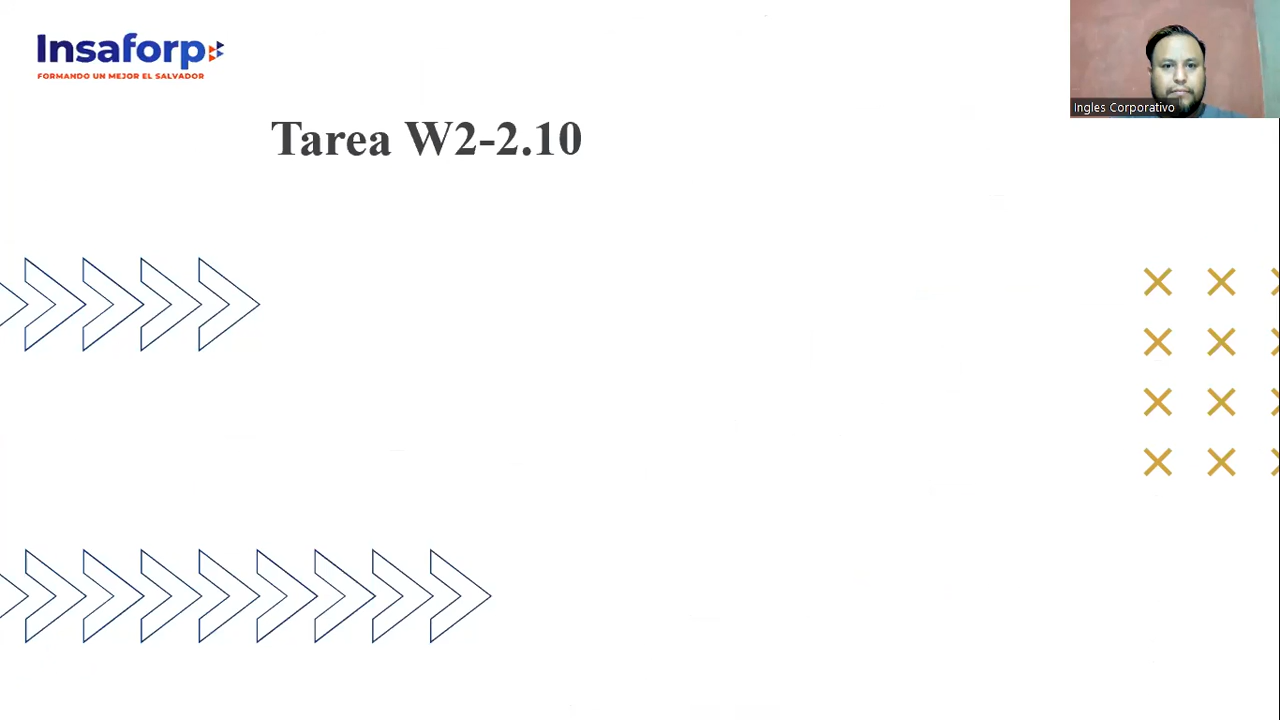 Insaforp
FORMANDO UN MEJOR EL SALVADOR
Ingles Corporativo
Tarea W2-2.10